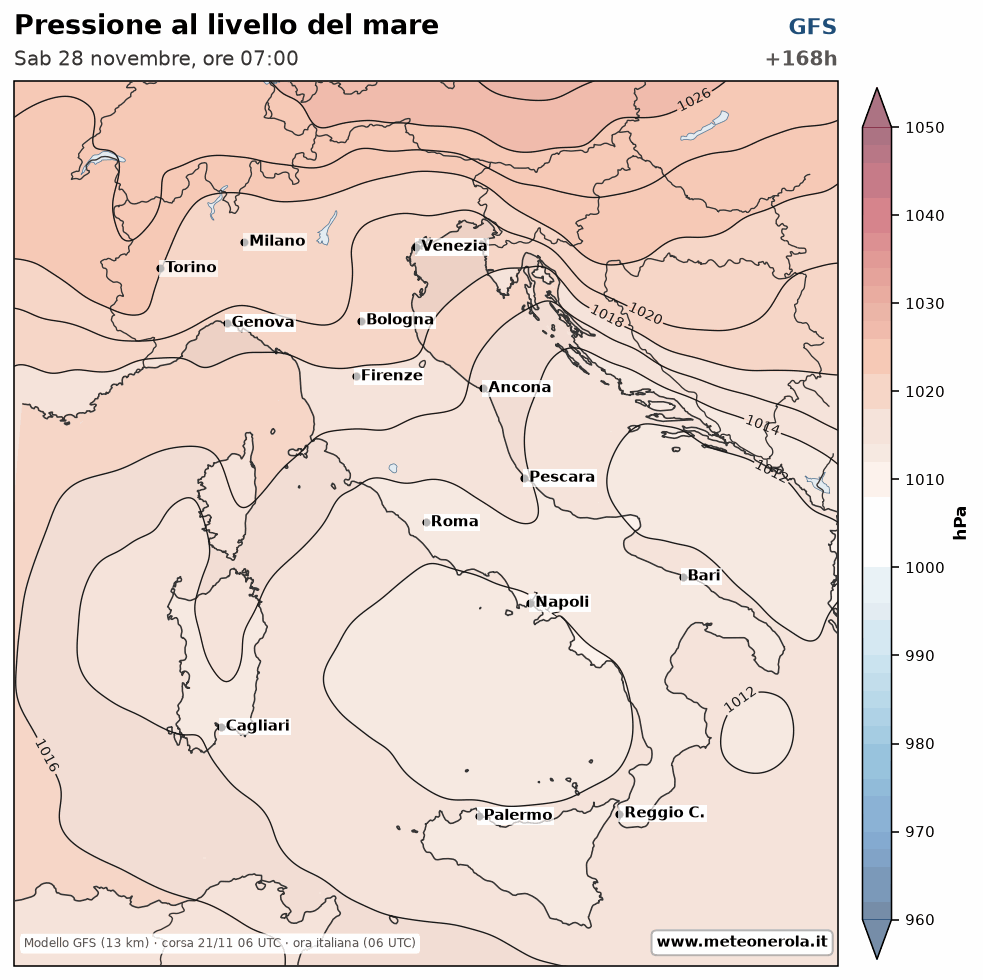 Pressione al livello del mare
GFS
Sab 28 novembre, ore 07:00
+168h
1026
1050
1040
1030
1020
1010
1000
990
980
970
960
hPa
Milano
Venezia
Torino
Genova
Bologna
1018
1020
Firenze
Ancona
1014
1012
Pescara
Roma
Bari
Napoli
1012
Cagliari
1016
Palermo
Reggio C.
Modello GFS (13 km) · corsa 21/11 06 UTC · ora italiana (06 UTC)
www.meteonerola.it